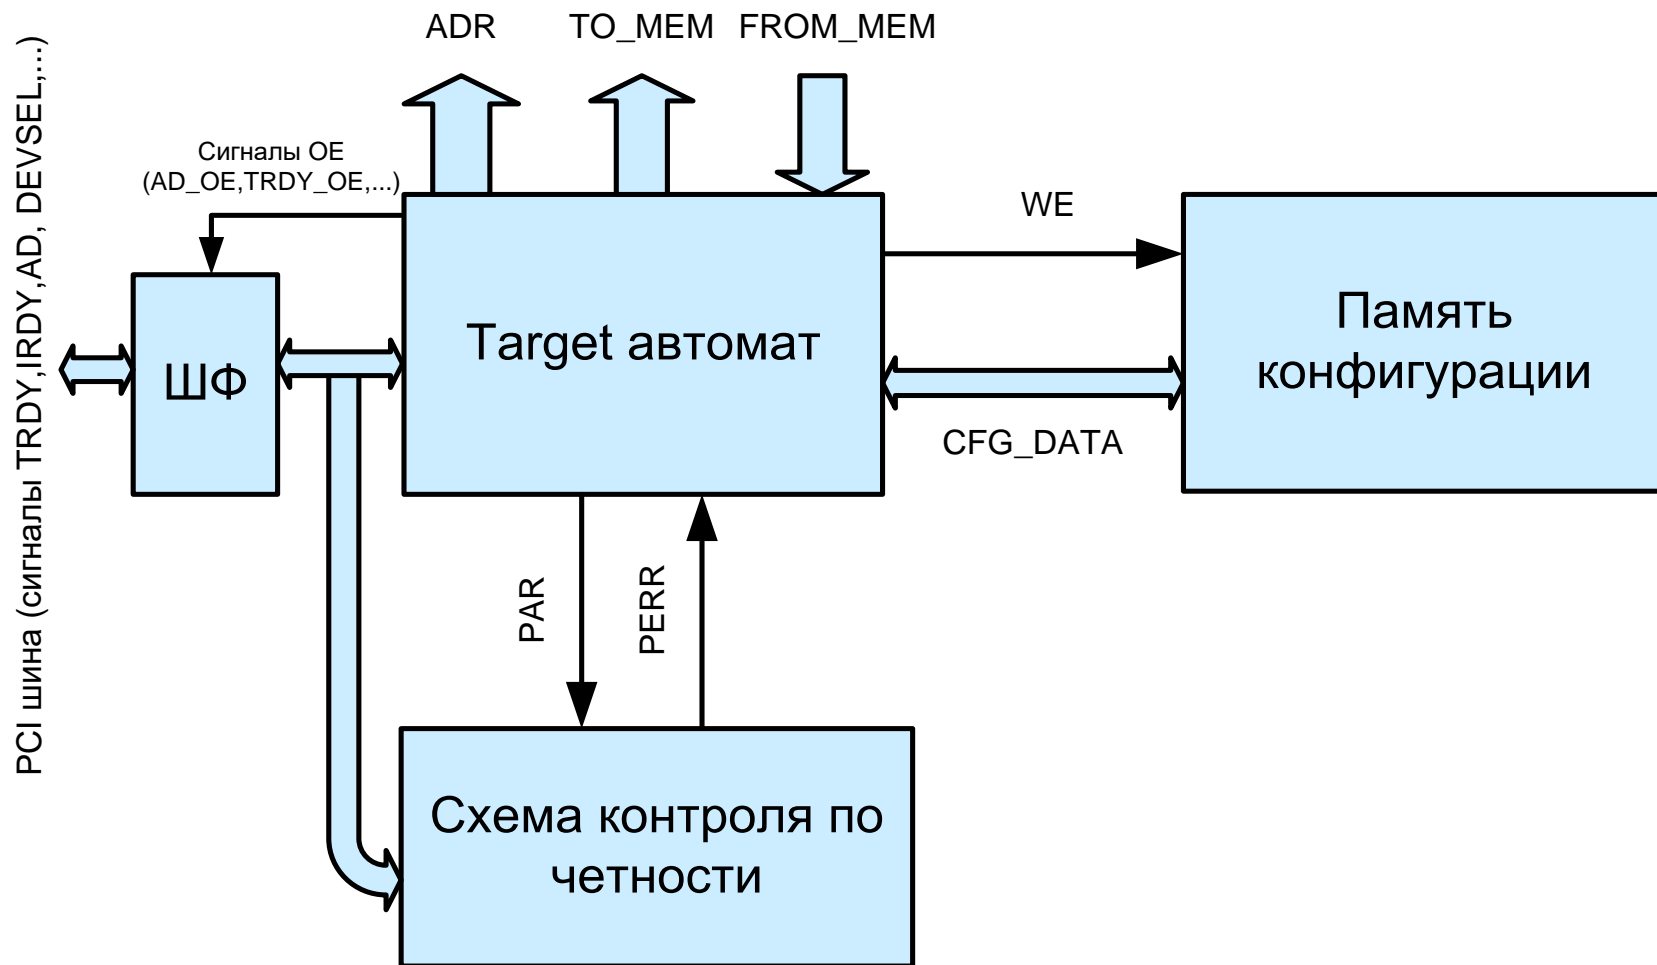 ADR
TO_MEM
FROM_MEM
PCI шина (сигналы TRDY,IRDY,AD, DEVSEL,...)
Сигналы OE
(AD_OE,TRDY_OE,...)
WE
ШФ
Target автомат
Память
конфигурации
CFG_DATA
PAR
PERR
Схема контроля по
четности